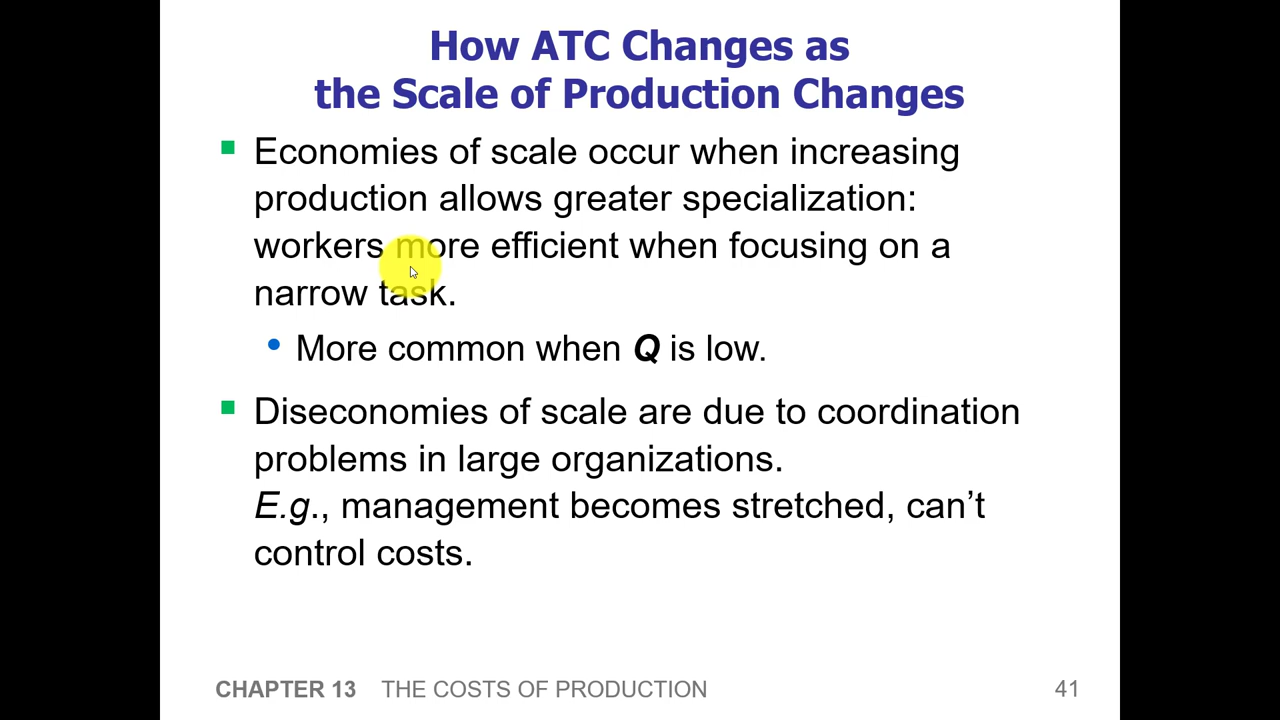 How ATC Changes as
the Scale of Production Changes
Economies of scale occur when increasing
production allows greater specialization:
workers more efficient when focusing on a
narrow task.
More common when Q is low.
Diseconomies of scale are due to coordination
problems in large organizations.
E.g., management becomes stretched, can’t
control costs.
CHAPTER 13 THE COSTS OF PRODUCTION 41